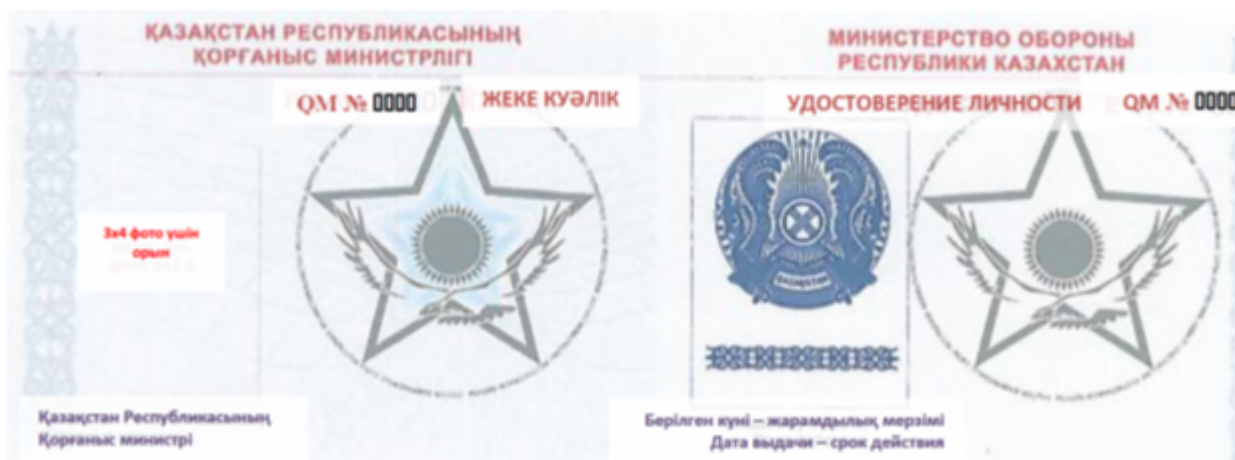 ҚАЗАҚСТАН РЕСПУБЛИКАСЫНЫҢ
ҚОРҒАНЫС МИНИСТРЛІГІ
QM № 0000 ЖЕКЕ КУӘЛІК
3х4 фото үшін
орын
Қазақстан Республикасының
Қорғаныс министрі
МИНИСТЕРСТВО ОБОРОНЫ
РЕСПУБЛИКИ КАЗАХСТАН
УДОСТОВЕРЕНИЕ ЛИЧНОСТИ QM № 0000
Берілген күні – жарамдылық мерзімі
Дата выдачи – срок действия